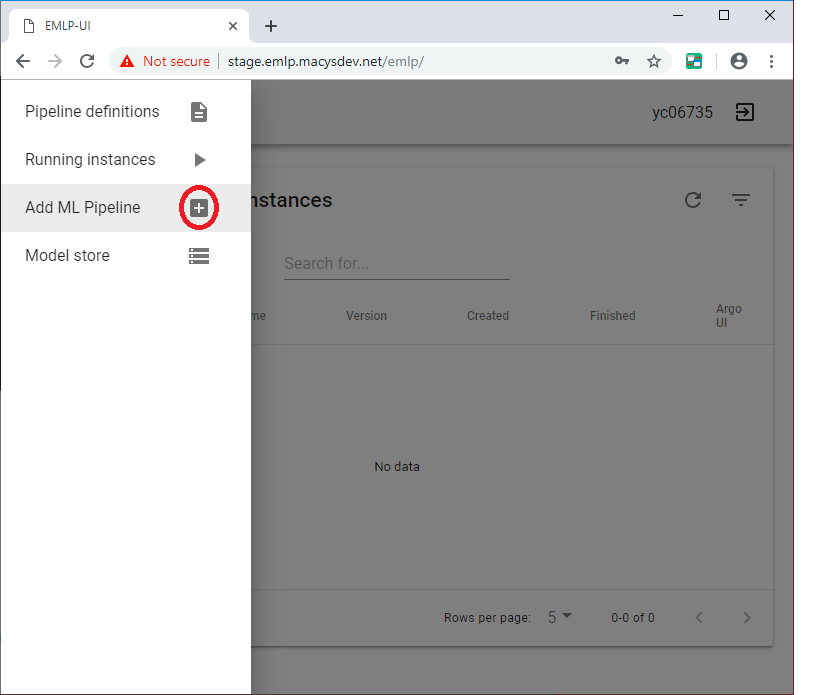 EMLP-UI
Not secure
stage.emlp.macysdev.net/emlp/
Pipeline definitions
Running instances
Add ML Pipeline
Model store
yc06735
nstances
Search for...
me
Version
Created
Finished
Argo
UI
No data
Rows per page:
5
0-0 of 0